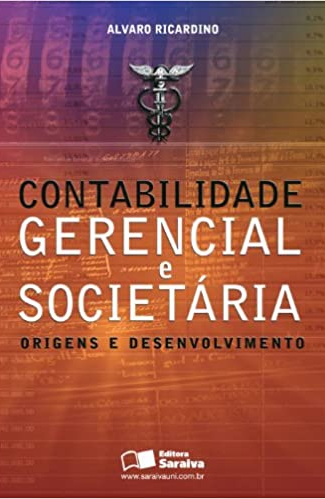 ALVARO RICARDINO
CONTABILIDADE
GERENCIAL
e
SOCIETÁRIA
ORIGENS E DESENVOLVIMENTO
Editora
Saraiva
www.saraivauni.com.br